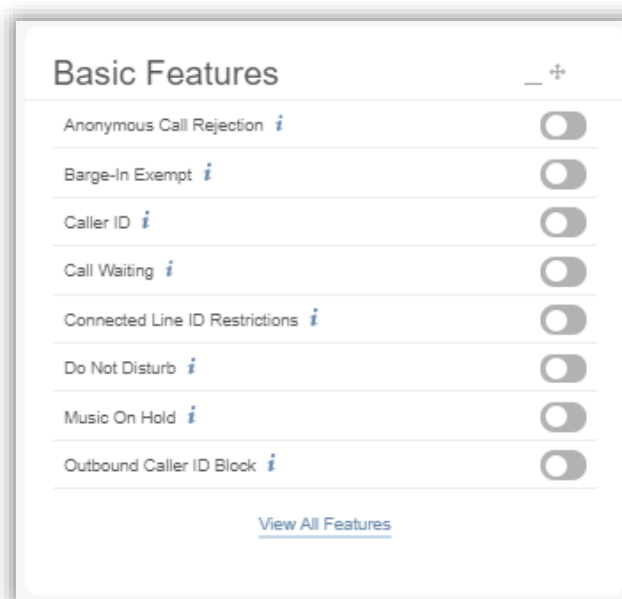 Basic Features
Anonymous Call Rejection i
Barge-In Exempt i
Caller ID i
Call Waiting i
Connected Line ID Restrictions i
Do Not Disturb i
Music On Hold i
Outbound Caller ID Block i
View All Features